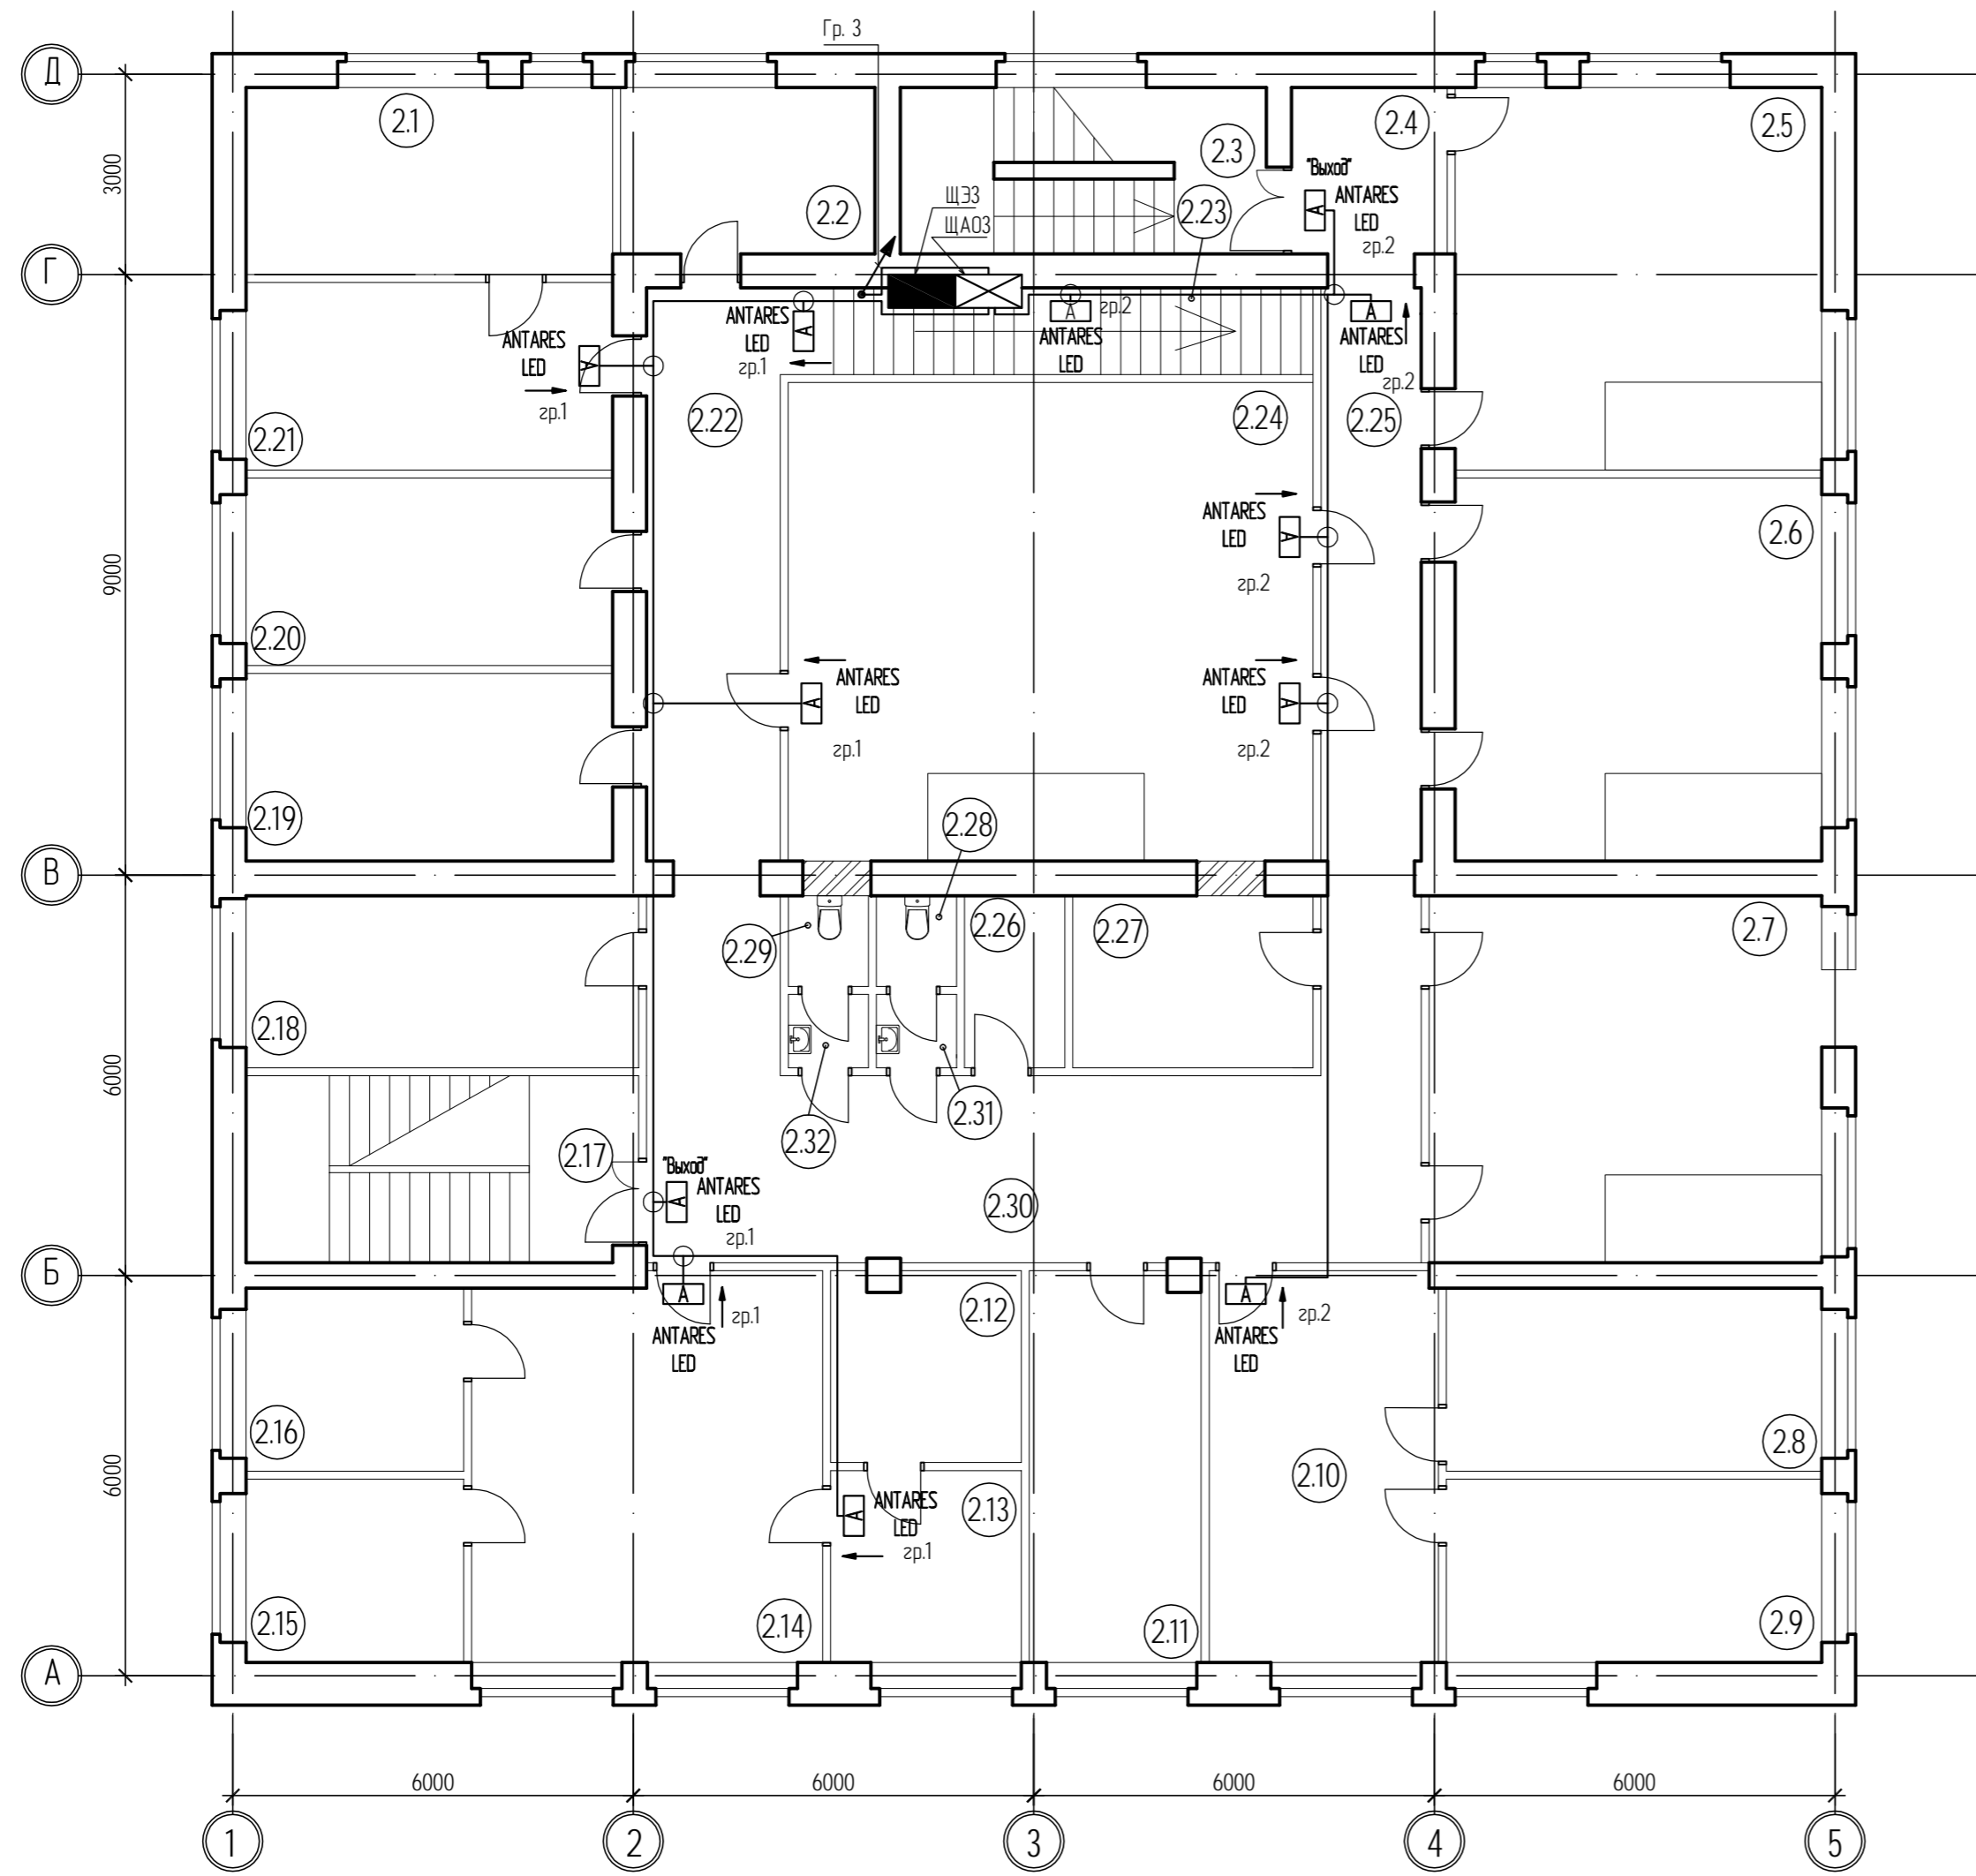 Гр. 3
Д
2.1
2.4
2.5
2.3
"Выход"
3000
ANTARES
LED
А
ЩЭ3
2.2
2.23
ЩАО3
гр.2
Г
ANTARES
LED
А
гр.1
гр.2
А
ANTARES
LED
А
ANTARES
LED
гр.2
ANTARES
LED
А
гр.1
2.21
2.22
2.24
2.25
ANTARES
LED
А
гр.2
2.6
9000
2.20
ANTARES
LED
А
гр.1
ANTARES
LED
А
гр.2
2.19
2.28
В
2.29
2.26
2.27
2.7
2.18
6000
2.32
2.31
2.17
"Выход"
ANTARES
LED
А
гр.1
2.30
Б
А
гр.1
ANTARES
LED
2.12
А
гр.2
ANTARES
LED
2.16
2.8
6000
2.10
ANTARES
LED
А
гр.1
2.13
2.15
2.14
2.11
2.9
А
6000
6000
6000
6000
1
2
3
4
5